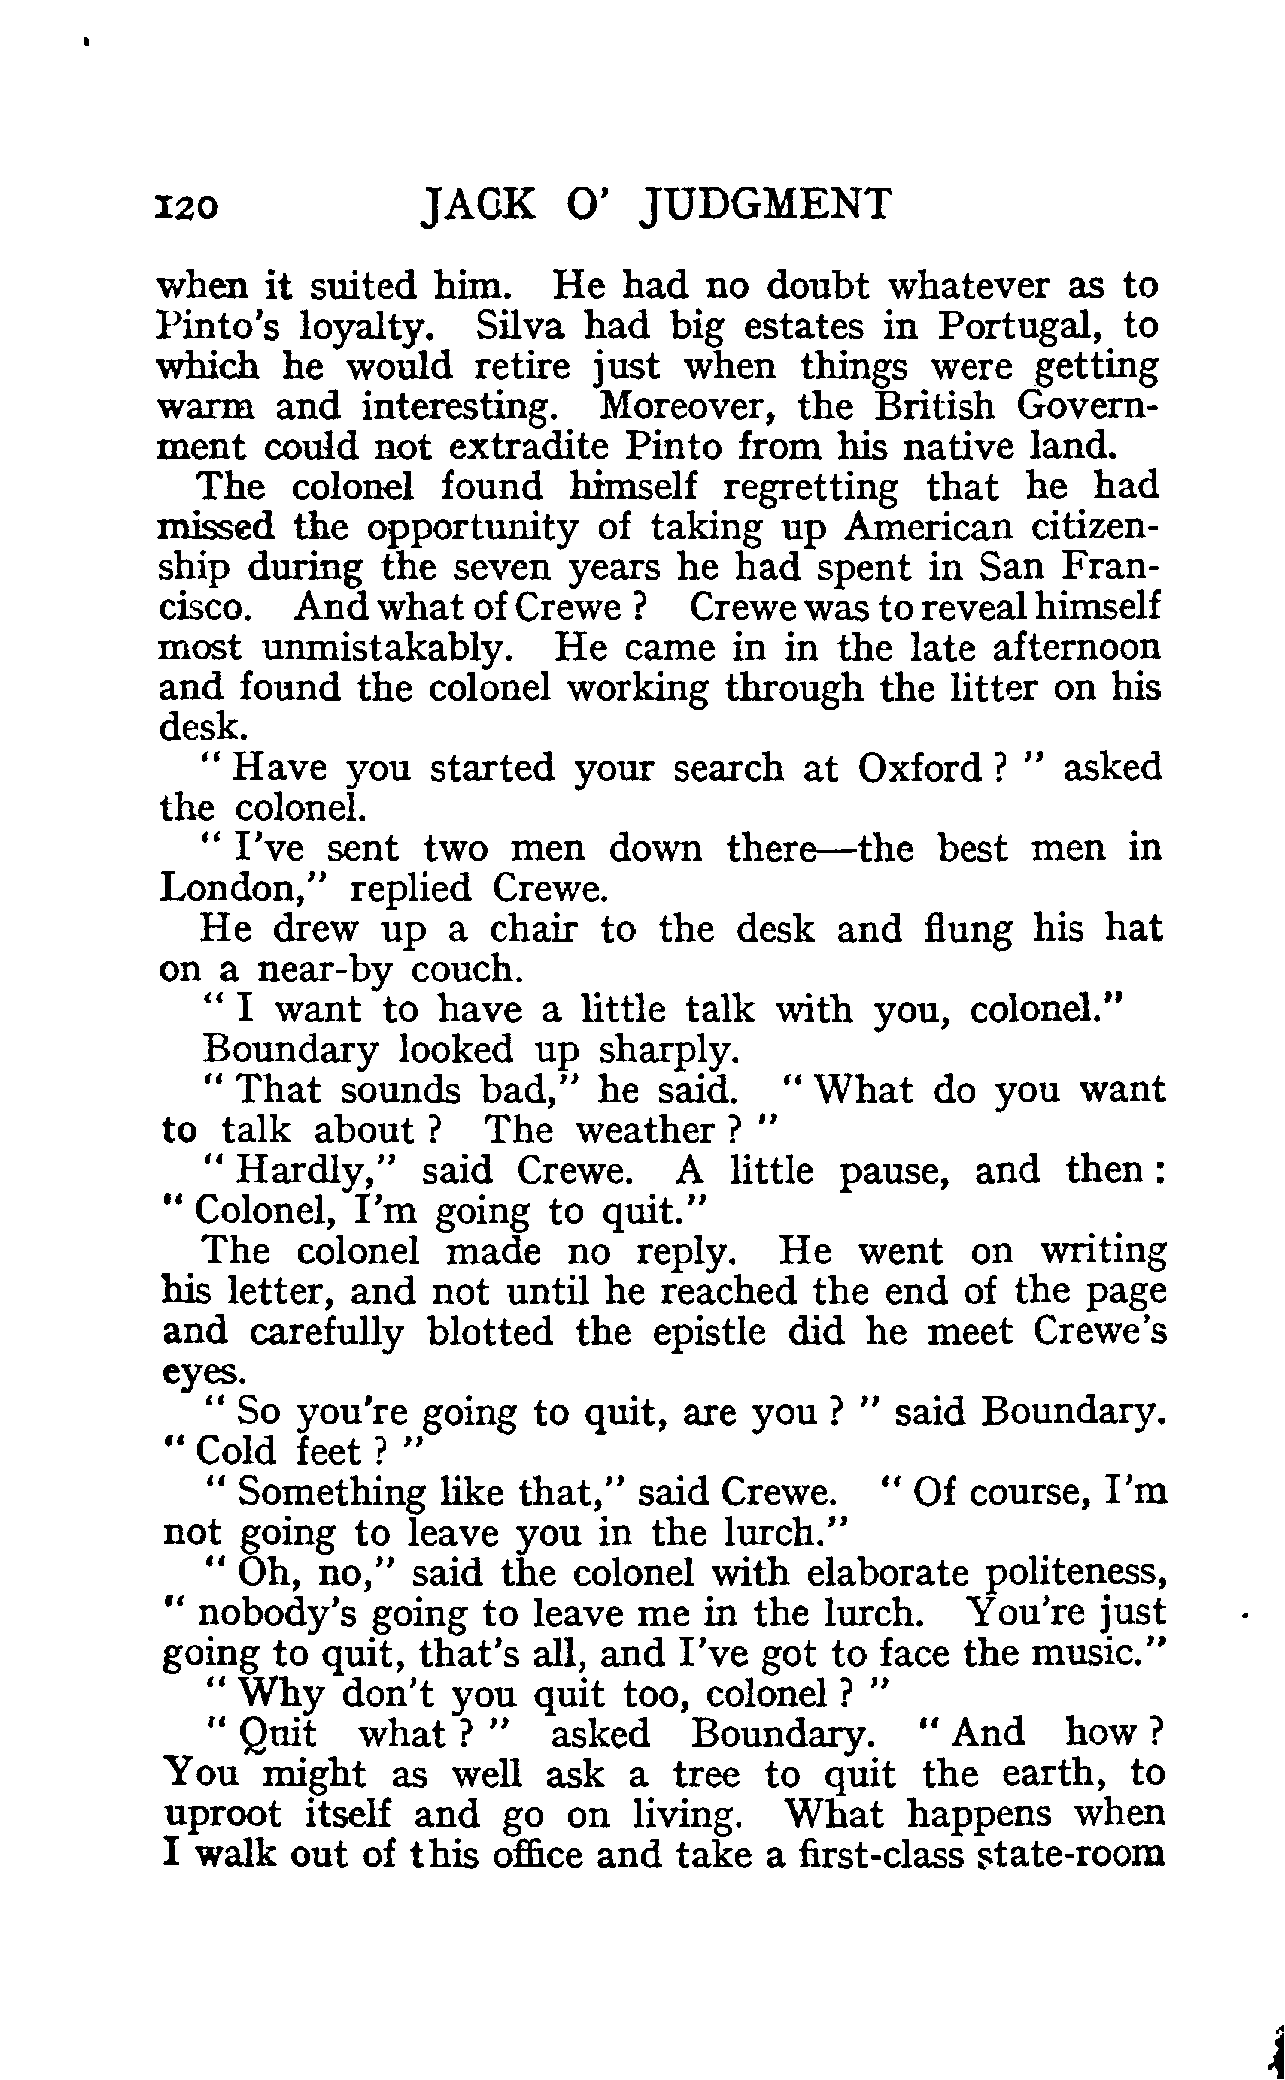 120 JACK O' JUDGMENT
when it suited him. He had no doubt whatever as to
Pinto's loyalty. Silva had big estates in Portugal, to
which he would retire just when things were getting
warm and interesting. Moreover, the British Govern-
ment could not extradite Pinto from his native land.
The colonel found himself regretting that he had
missed the opportunity of taking up American citizen-
ship during the seven years he had spent in San Fran-
cisco. And what of Crewe ? Crewe was to reveal himself
most unmistakably. He came in in the late afternoon
and found the colonel working through the litter on his
desk.
" Have you started your search at Oxford ? " asked
the colonel.
" I've sent two men down there—the best men in
London," replied Crewe.
He drew up a chair to the desk and flung his hat
on a near-by couch.
" I want to have a little talk with you, colonel."
Boundary looked up sharply.
" That sounds bad," he said. " What do you want
to talk about ? The weather ? "
" Hardly," said Crewe. A little pause, and then :
" Colonel, I'm going to quit."
The colonel made no reply. He went on writing
his letter, and not until he reached the end of the page
and carefully blotted the epistle did he meet Crewe's
eyes.
" So you're going to quit, are you ? " said Boundary.
" Cold feet ? "
" Something like that," said Crewe. " Of course, I'm
not going to leave you in the lurch."
" Oh, no," said the colonel with elaborate politeness,
" nobody's going to leave me in the lurch. You're just
going to quit, that's all, and I've got to face the music."
" Why don't you quit too, colonel ? "
" Quit what ? " asked Boundary. " And how ?
You might as well ask a tree to quit the earth, to
uproot itself and go on living. What happens when
I walk out of this office and take a first-class state-room